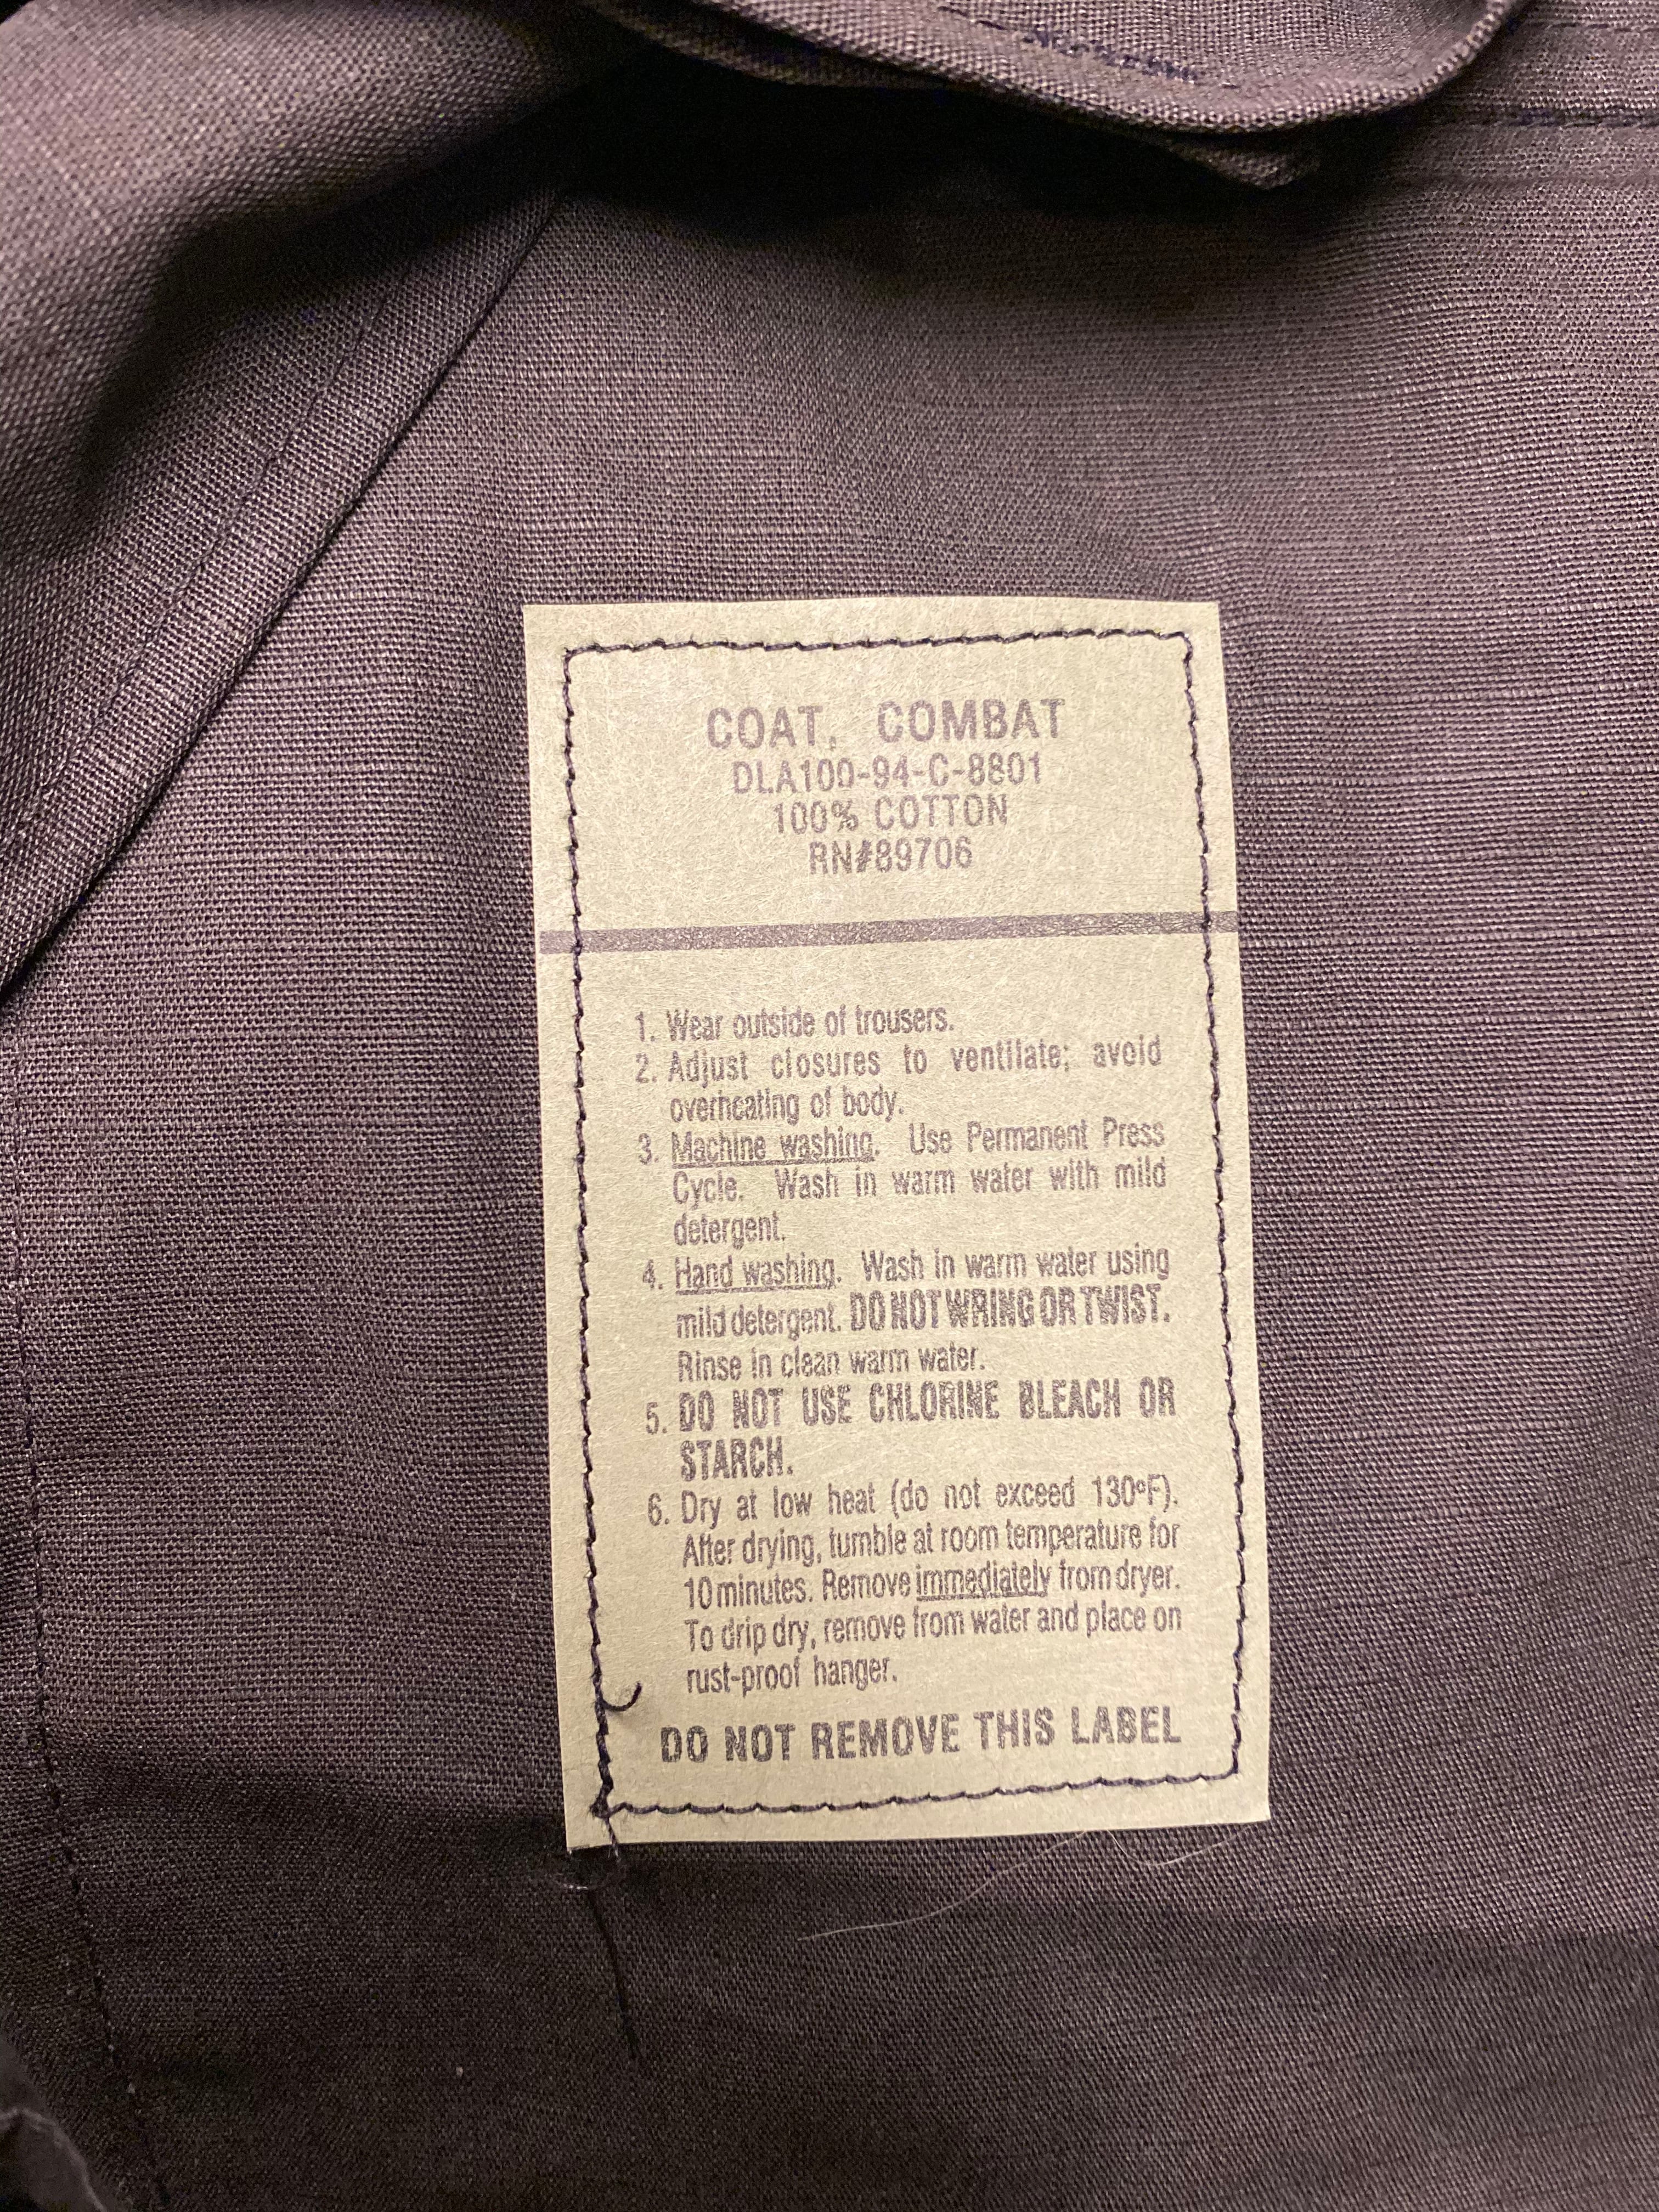 COAT, COMBAT
DLA100-94-C-8801
100% COTTON
RN#89706
1. Wear outside of trousers.
2. Adjust closures to ventilate; avoid
overheating of body.
3. Machine washing. Use Permanent Press
Cycle. Wash in warm water with mild
detergent.
4. Hand washing. Wash in warm water using
mild detergent. DO NOT WRING OR TWIST.
Rinse in clean warm water.
5. DO NOT USE CHLORINE BLEACH OR
STARCH.
6. Dry at low heat (do not exceed 130ºF).
After drying, tumble at room temperature for
10 minutes. Remove immediately from dryer.
To drip dry, remove from water and place on
rust-proof hanger.
DO NOT REMOVE THIS LABEL